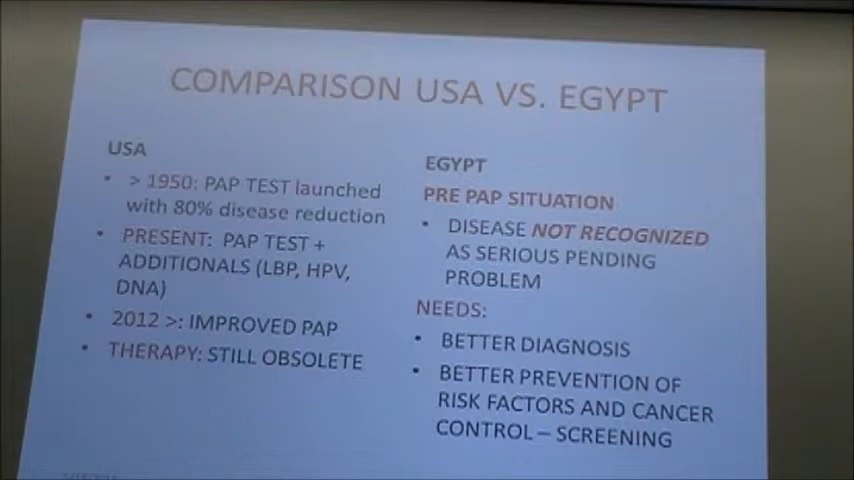 COMPARISON USA VS. EGYPT
USA
• > 1950: PAP TEST launched
with 80% disease reduction
• PRESENT: PAP TEST +
ADDITIONALS (LBP, HPV,
DNA)
• 2012 >: IMPROVED PAP
• THERAPY: STILL OBSOLETE
EGYPT
PRE PAP SITUATION
• DISEASE NOT RECOGNIZED
AS SERIOUS PENDING
PROBLEM
NEEDS:
• BETTER DIAGNOSIS
• BETTER PREVENTION OF
RISK FACTORS AND CANCER
CONTROL – SCREENING